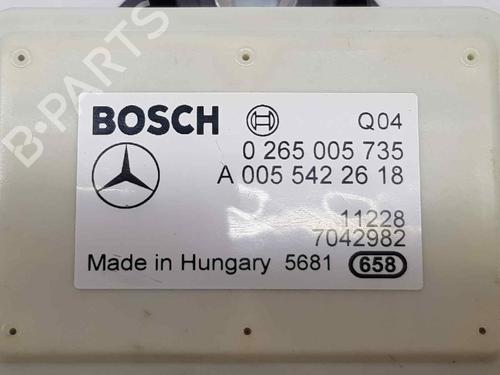 B-PARTS
BOSCH Q04
0 265 005 735
A 005 542 26 18
11228
7042982
Made in Hungary 5681 658